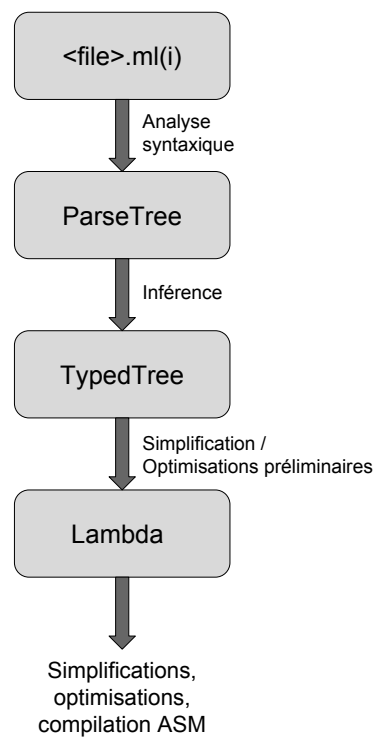 <file>.ml(i)
Analyse
syntaxique
ParseTree
Inférence
TypedTree
Simplification /
Optimisations préliminaires
Lambda
Simplifications,
optimisations,
compilation ASM